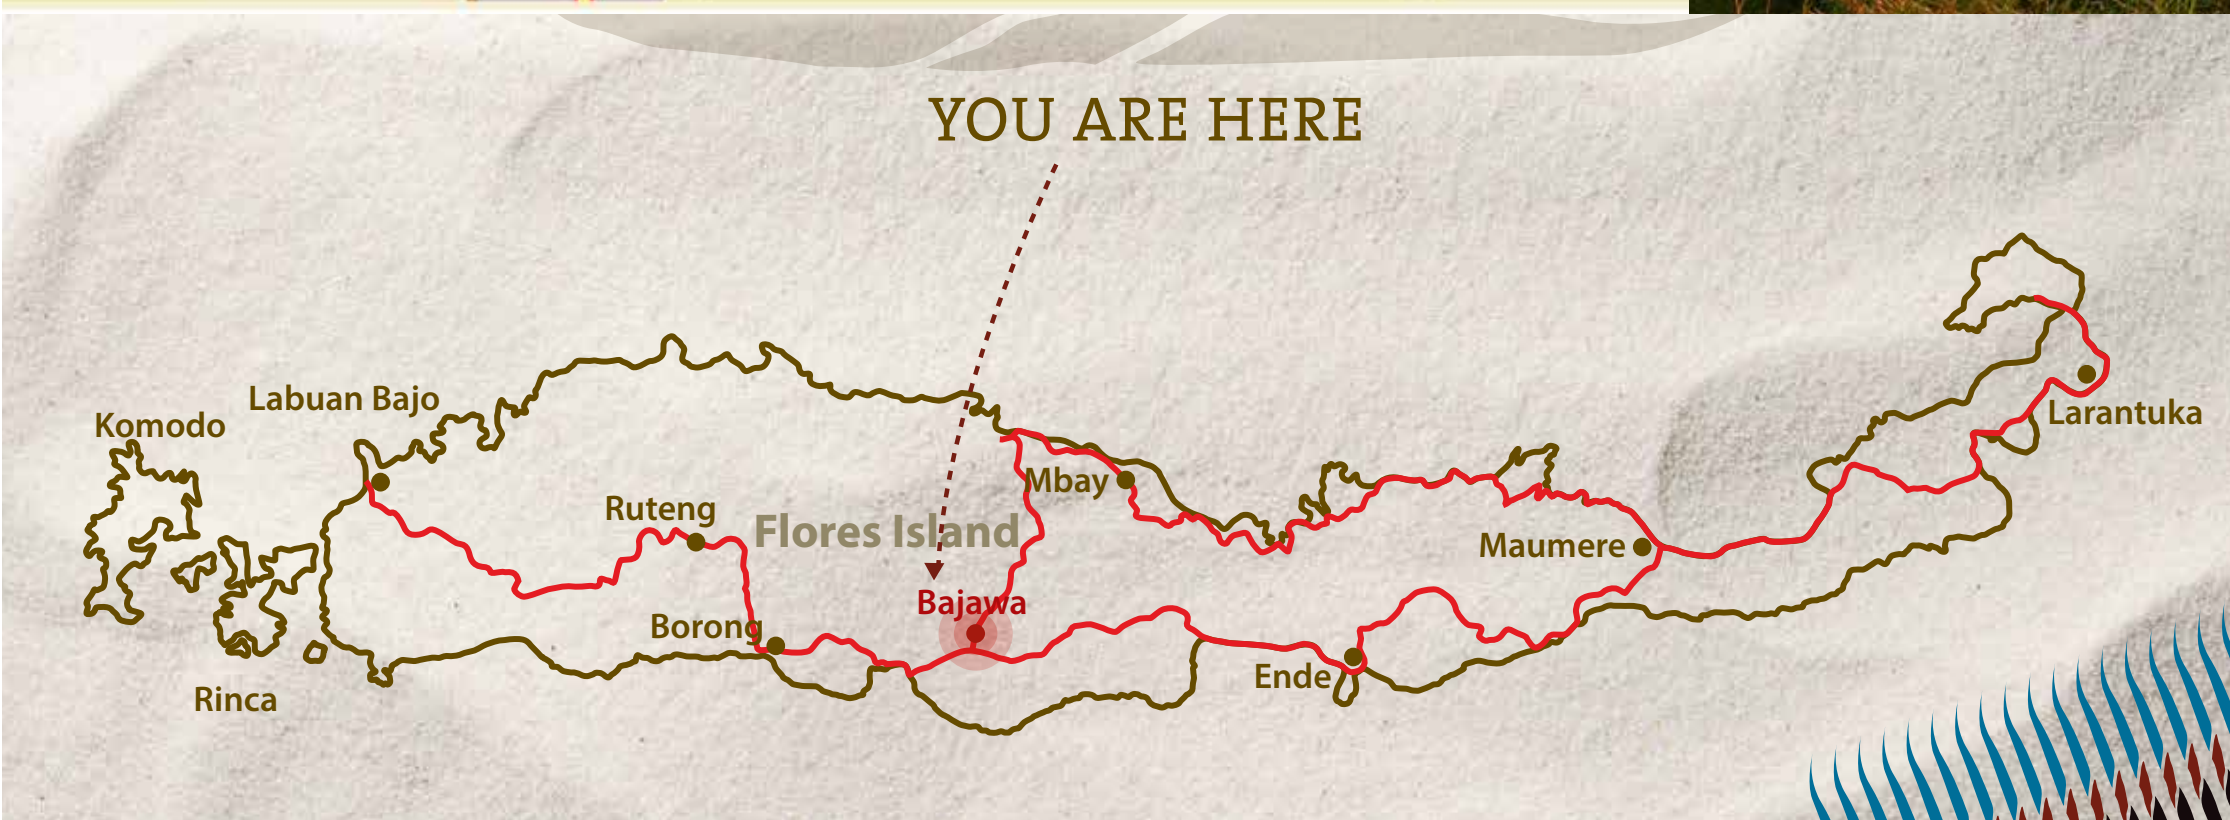 YOU ARE HERE
Labuan Bajo
Komodo
Larantuka
Mbay
Ruteng
Flores Island
Maumere
Bajawa
Borong
Ende
Rinca